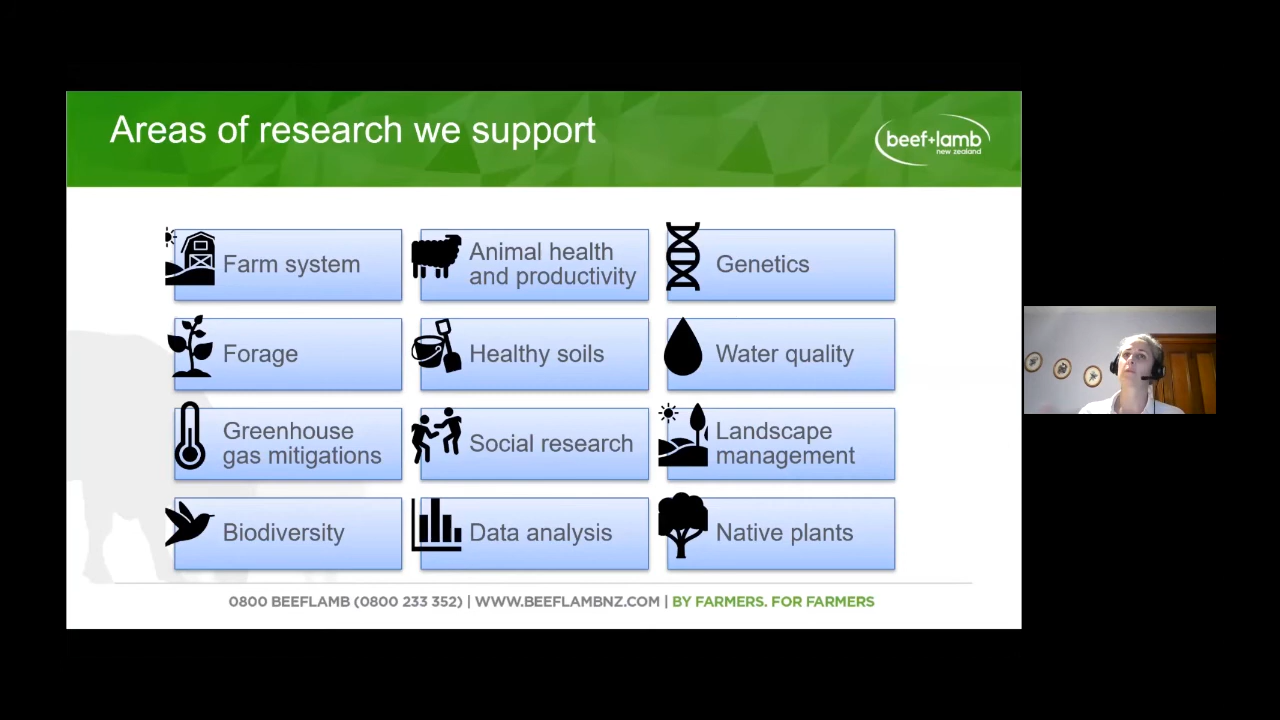 Areas of research we support
beef+lamb
new zealand
Farm system
Animal health
and productivity
Genetics
Forage
Healthy soils
Water quality
Greenhouse
gas mitigations
Social research
Landscape
management
Biodiversity
Data analysis
Native plants
0800 BEEFLAMB (0800 233 352) | WWW.BEEFLAMBNZ.COM | BY FARMERS. FOR FARMERS